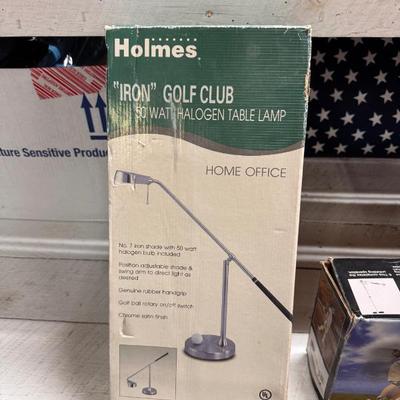 Holmes
"IRON" GOLF CLUB
50 WATT HALOGEN TABLE LAMP
HOME OFFICE
No. 7 iron shade with 50 watt
halogen bulb included
Position adjustable shade &
swing arm to direct light as
desired
Genuine rubber handgrip
Golf ball rotary on/off switch
Chrome satin finish
ture Sensitive Produc
UL